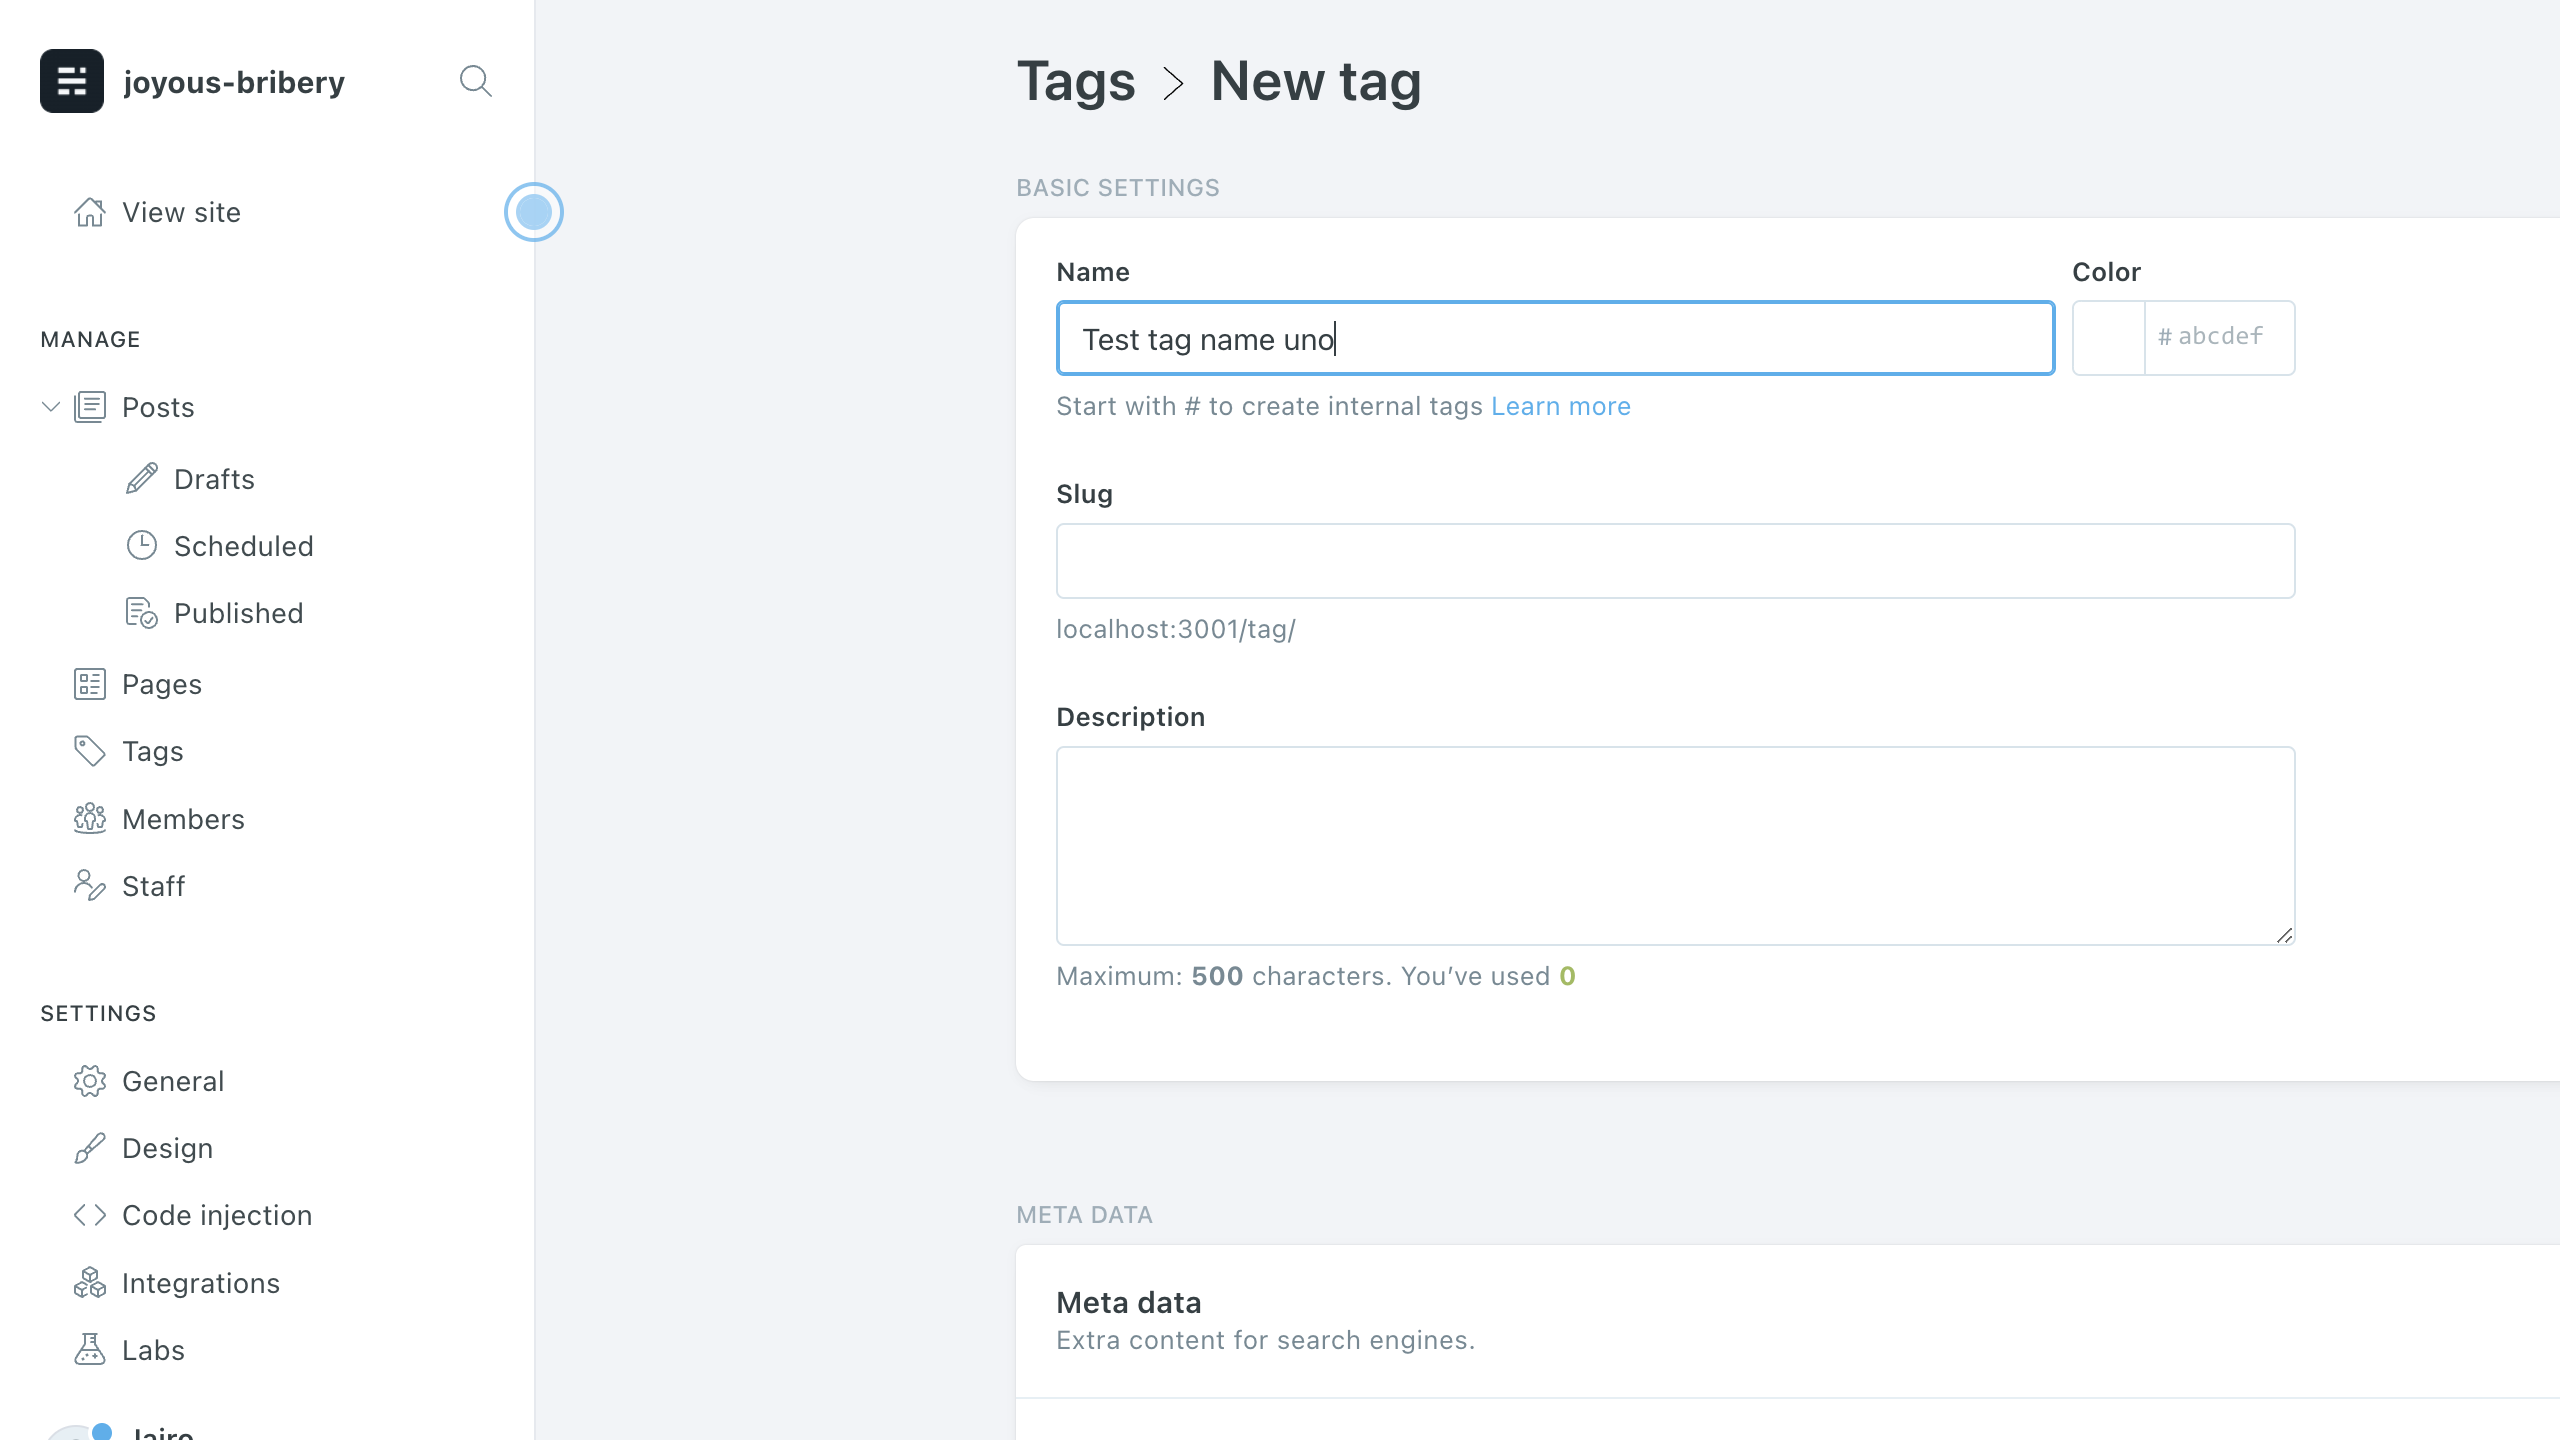 joyous-bribery
View site
MANAGE
Posts
Drafts
Scheduled
Published
Pages
Tags
Members
Staff
SETTINGS
General
Design
Code injection
Integrations
Labs
Jairo
Tags > New tag
BASIC SETTINGS
Name
Color
Test tag name uno
# abcdef
Start with # to create internal tags Learn more
Slug
localhost:3001/tag/
Description
Maximum: 500 characters. You’ve used 0
META DATA
Meta data
Extra content for search engines.